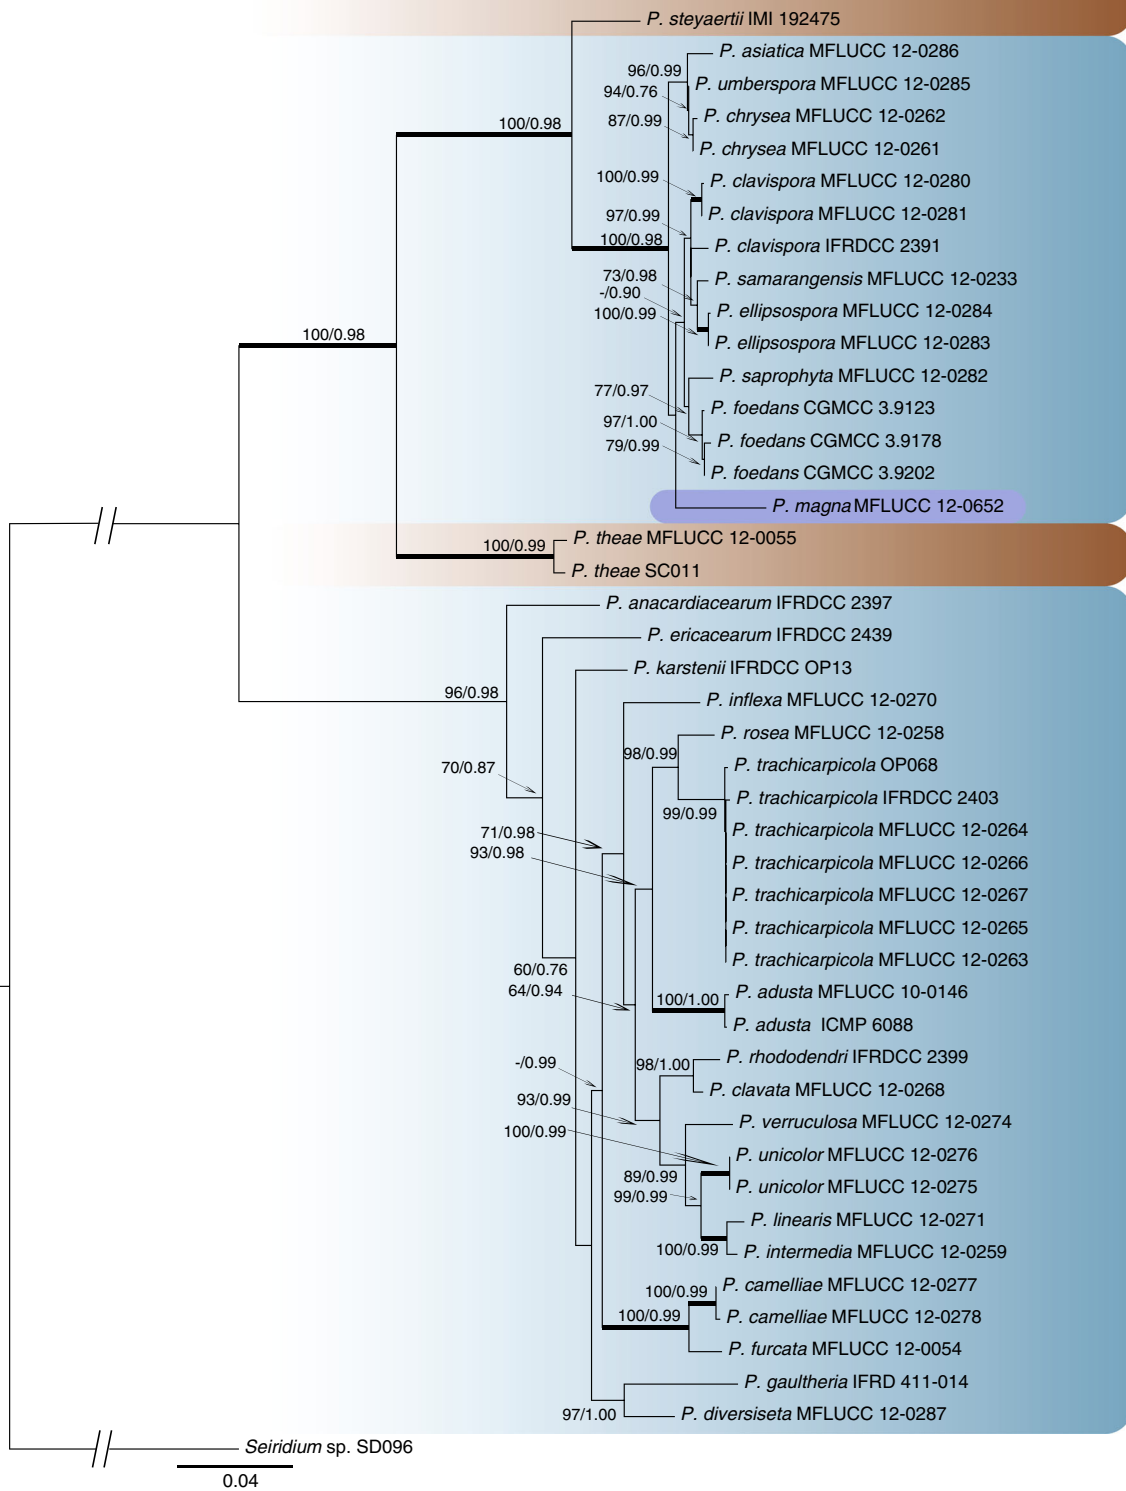 P. steyaertii IMI 192475
P. asiatica MFLUCC 12-0286
96/0.99
P. umberspora MFLUCC 12-0285
94/0.76
P. chrysea MFLUCC 12-0262
87/0.99
100/0.98
P. chrysea MFLUCC 12-0261
100/0.99
P. clavispora MFLUCC 12-0280
P. clavispora MFLUCC 12-0281
97/0.99
100/0.98
P. clavispora IFRDCC 2391
73/0.98
P. samarangensis MFLUCC 12-0233
-/0.90
100/0.99
P. ellipsospora MFLUCC 12-0284
100/0.98
P. ellipsospora MFLUCC 12-0283
P. saprophyta MFLUCC 12-0282
77/0.97
P. foedans CGMCC 3.9123
97/1.00
P. foedans CGMCC 3.9178
79/0.99
P. foedans CGMCC 3.9202
P. magna MFLUCC 12-0652
P. theae MFLUCC 12-0055
100/0.99
P. theae SC011
P. anacardiacearum IFRDCC 2397
P. ericacearum IFRDCC 2439
P. karstenii IFRDCC OP13
96/0.98
P. inflexa MFLUCC 12-0270
P. rosea MFLUCC 12-0258
98/0.99
70/0.87
P. trachicarpicola OP068
P. trachicarpicola IFRDCC 2403
99/0.99
71/0.98
P. trachicarpicola MFLUCC 12-0264
93/0.98
P. trachicarpicola MFLUCC 12-0266
P. trachicarpicola MFLUCC 12-0267
P. trachicarpicola MFLUCC 12-0265
P. trachicarpicola MFLUCC 12-0263
60/0.76
64/0.94
P. adusta MFLUCC 10-0146
100/1.00
P. adusta ICMP 6088
P. rhododendri IFRDCC 2399
-/0.99
98/1.00
P. clavata MFLUCC 12-0268
93/0.99
P. verruculosa MFLUCC 12-0274
100/0.99
P. unicolor MFLUCC 12-0276
89/0.99
P. unicolor MFLUCC 12-0275
99/0.99
P. linearis MFLUCC 12-0271
100/0.99
P. intermedia MFLUCC 12-0259
P. camelliae MFLUCC 12-0277
100/0.99
100/0.99
P. camelliae MFLUCC 12-0278
P. furcata MFLUCC 12-0054
P. gaultheria IFRD 411-014
97/1.00
P. diversiseta MFLUCC 12-0287
Seiridium sp. SD096
0.04